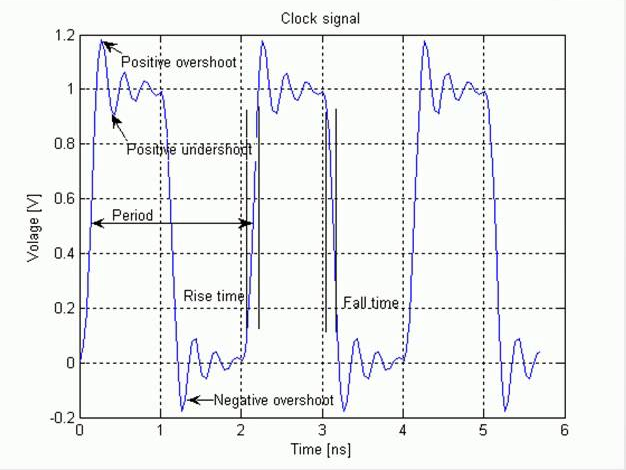 Clock signal
1.2
Positive overshoot
1
0.8
Positive undershoot
Volage [V]
0.6
Period
0.4
Rise time
Fall time
0.2
0
Negative overshoot
-0.2
0 1 2 3 4 5 6
Time [ns]